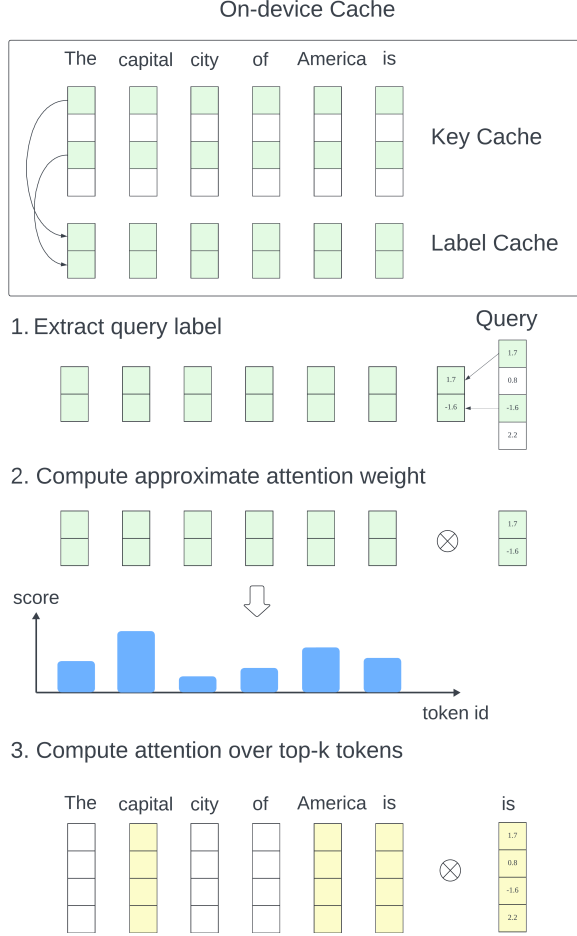 On-device Cache
The capital city of America is
Key Cache
Label Cache
1. Extract query label
Query
1.7
0.8
-1.6
2.2
1.7
-1.6
2. Compute approximate attention weight
1.7
-1.6
score
token id
3. Compute attention over top-k tokens
The capital city of America is
is
1.7
0.8
-1.6
2.2